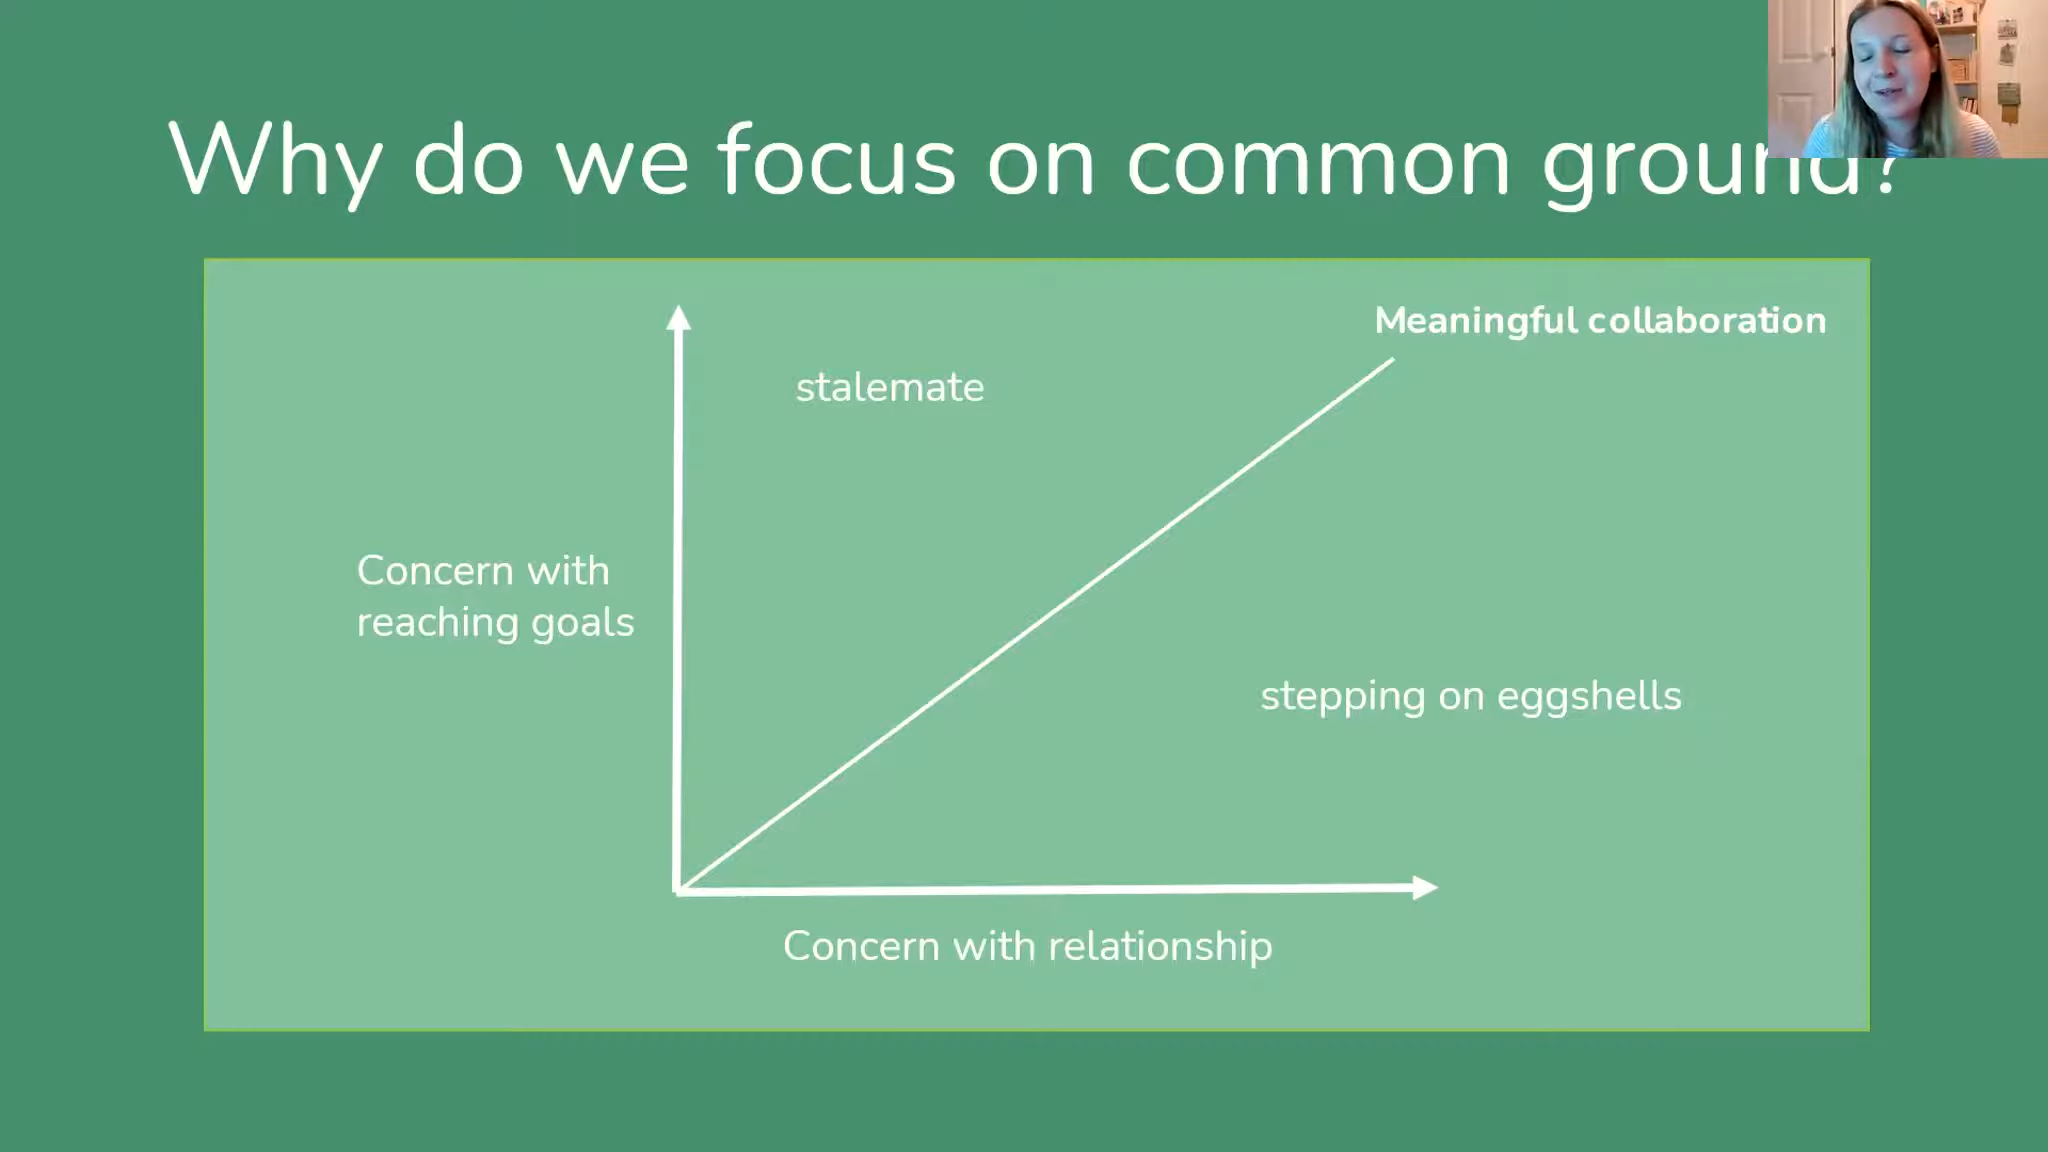 Why do we focus on common ground?
Meaningful collaboration
stalemate
Concern with
reaching goals
stepping on eggshells
Concern with relationship